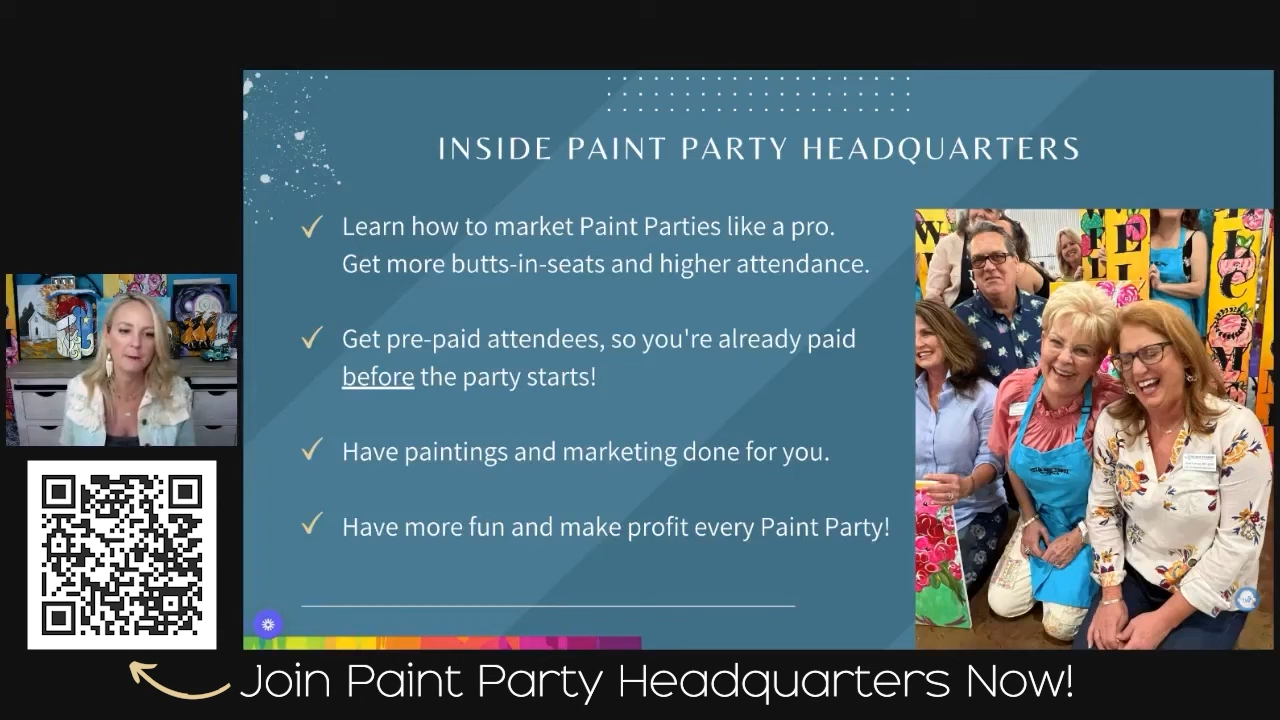 INSIDE PAINT PARTY HEADQUARTERS
Learn how to market Paint Parties like a pro.
Get more butts-in-seats and higher attendance.
Get pre-paid attendees, so you're already paid
before the party starts!
Have paintings and marketing done for you.
Have more fun and make profit every Paint Party!
Join Paint Party Headquarters Now!